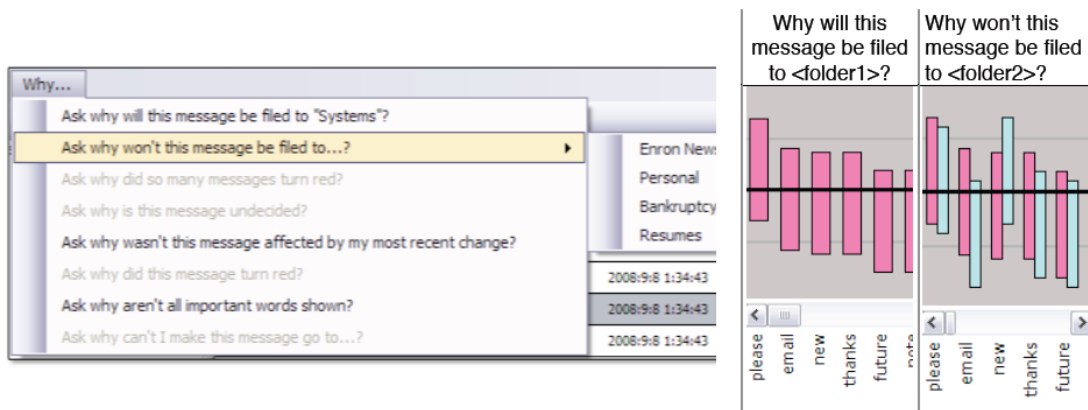 Why...
Ask why will this message be filed to "Systems"?
Ask why won't this message be filed to...?
Ask why did so many messages turn red?
Ask why is this message undecided?
Ask why wasn't this message affected by my most recent change?
Ask why did this message turn red?
Ask why aren't all important words shown?
Ask why can't I make this message go to...?
Enron News
Personal
Bankruptcy
Resumes
2008:9:8 1:34:43
2008:9:8 1:34:43
2008:9:8 1:34:43
Why will this
message be filed
to <folder1>?
please
email
new
thanks
future
Why won't this
message be filed
to <folder2>?
please
email
new
thanks
future